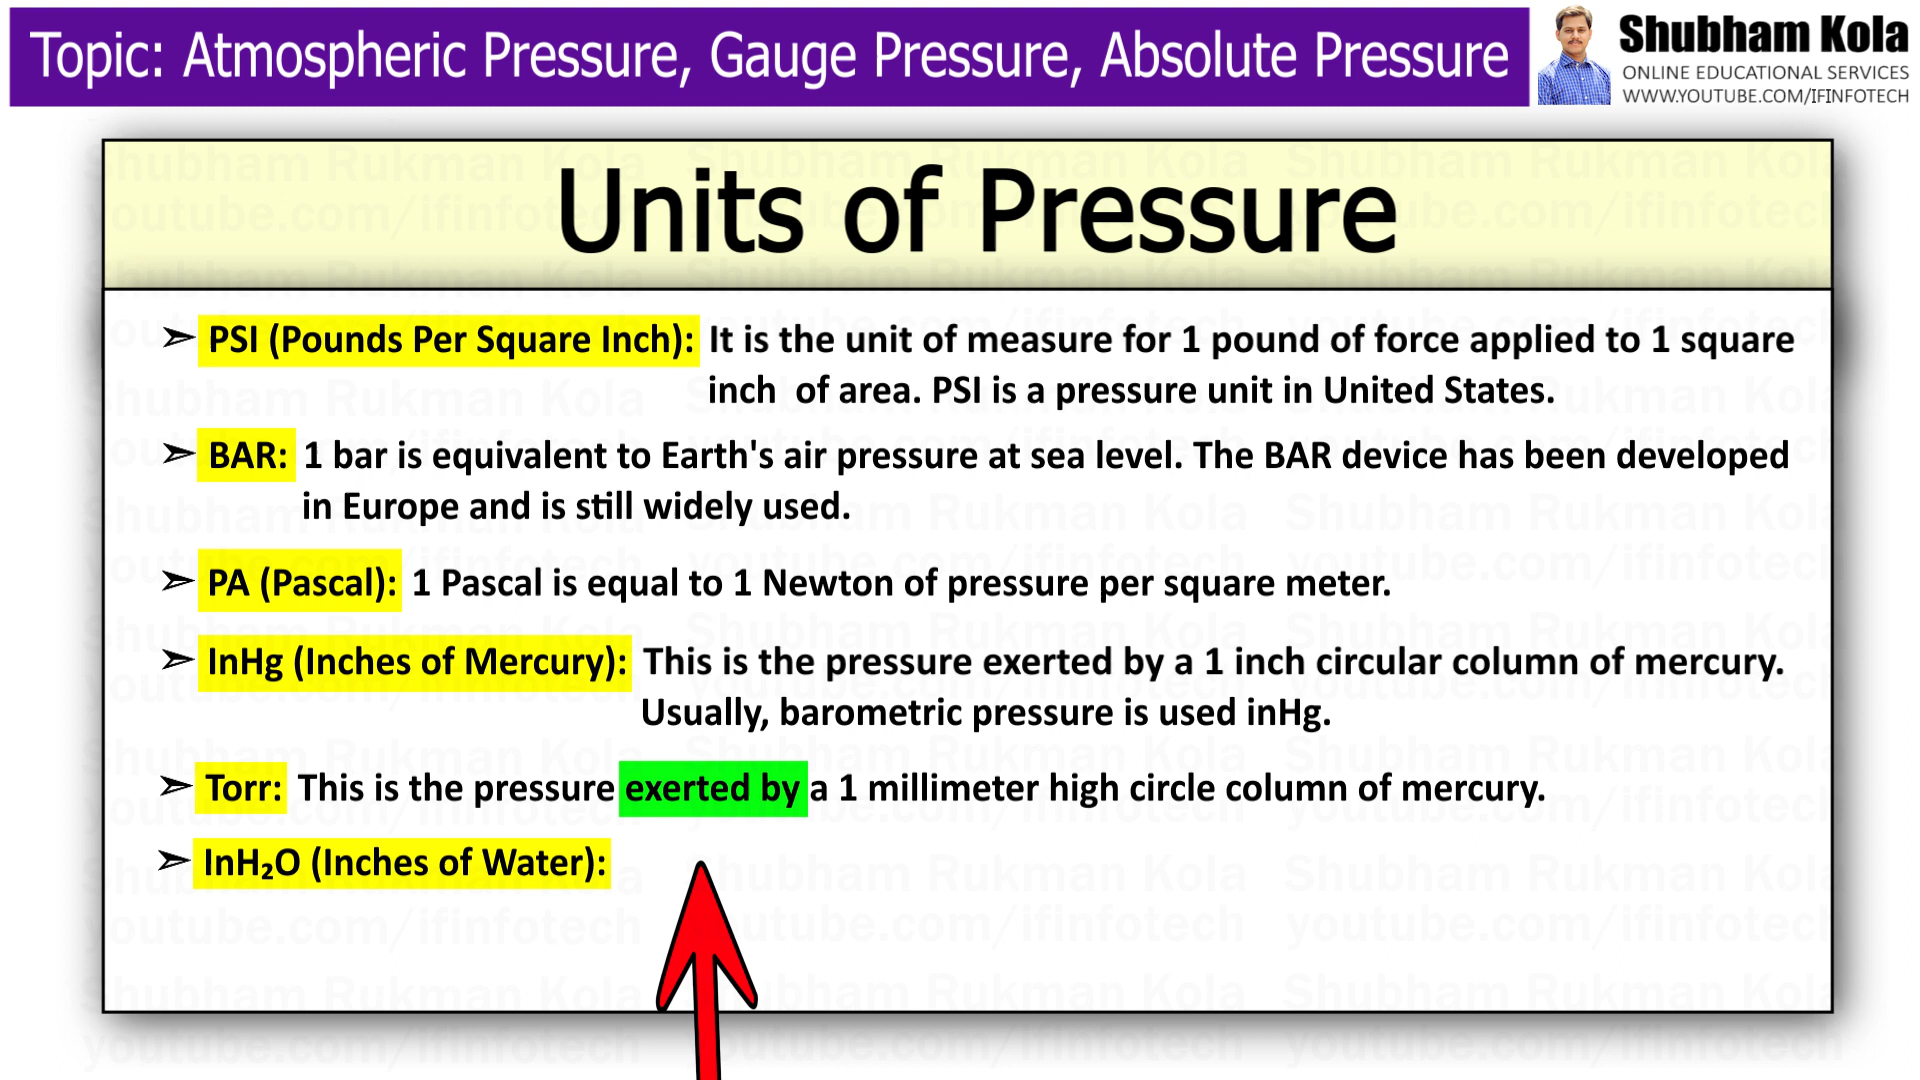 Topic: Atmospheric Pressure, Gauge Pressure, Absolute Pressure
Shubham Kola
ONLINE EDUCATIONAL SERVICES
WWW.YOUTUBE.COM/IFINFOTECH
Units of Pressure
➢ PSI (Pounds Per Square Inch): It is the unit of measure for 1 pound of force applied to 1 square
inch of area. PSI is a pressure unit in United States.
➢ BAR: 1 bar is equivalent to Earth's air pressure at sea level. The BAR device has been developed
in Europe and is still widely used.
➢ PA (Pascal): 1 Pascal is equal to 1 Newton of pressure per square meter.
➢ InHg (Inches of Mercury): This is the pressure exerted by a 1 inch circular column of mercury.
Usually, barometric pressure is used inHg.
➢ Torr: This is the pressure exerted by a 1 millimeter high circle column of mercury.
➢ InH₂O (Inches of Water):
Shubham Rukman Kola
youtube.com/ifinfotech